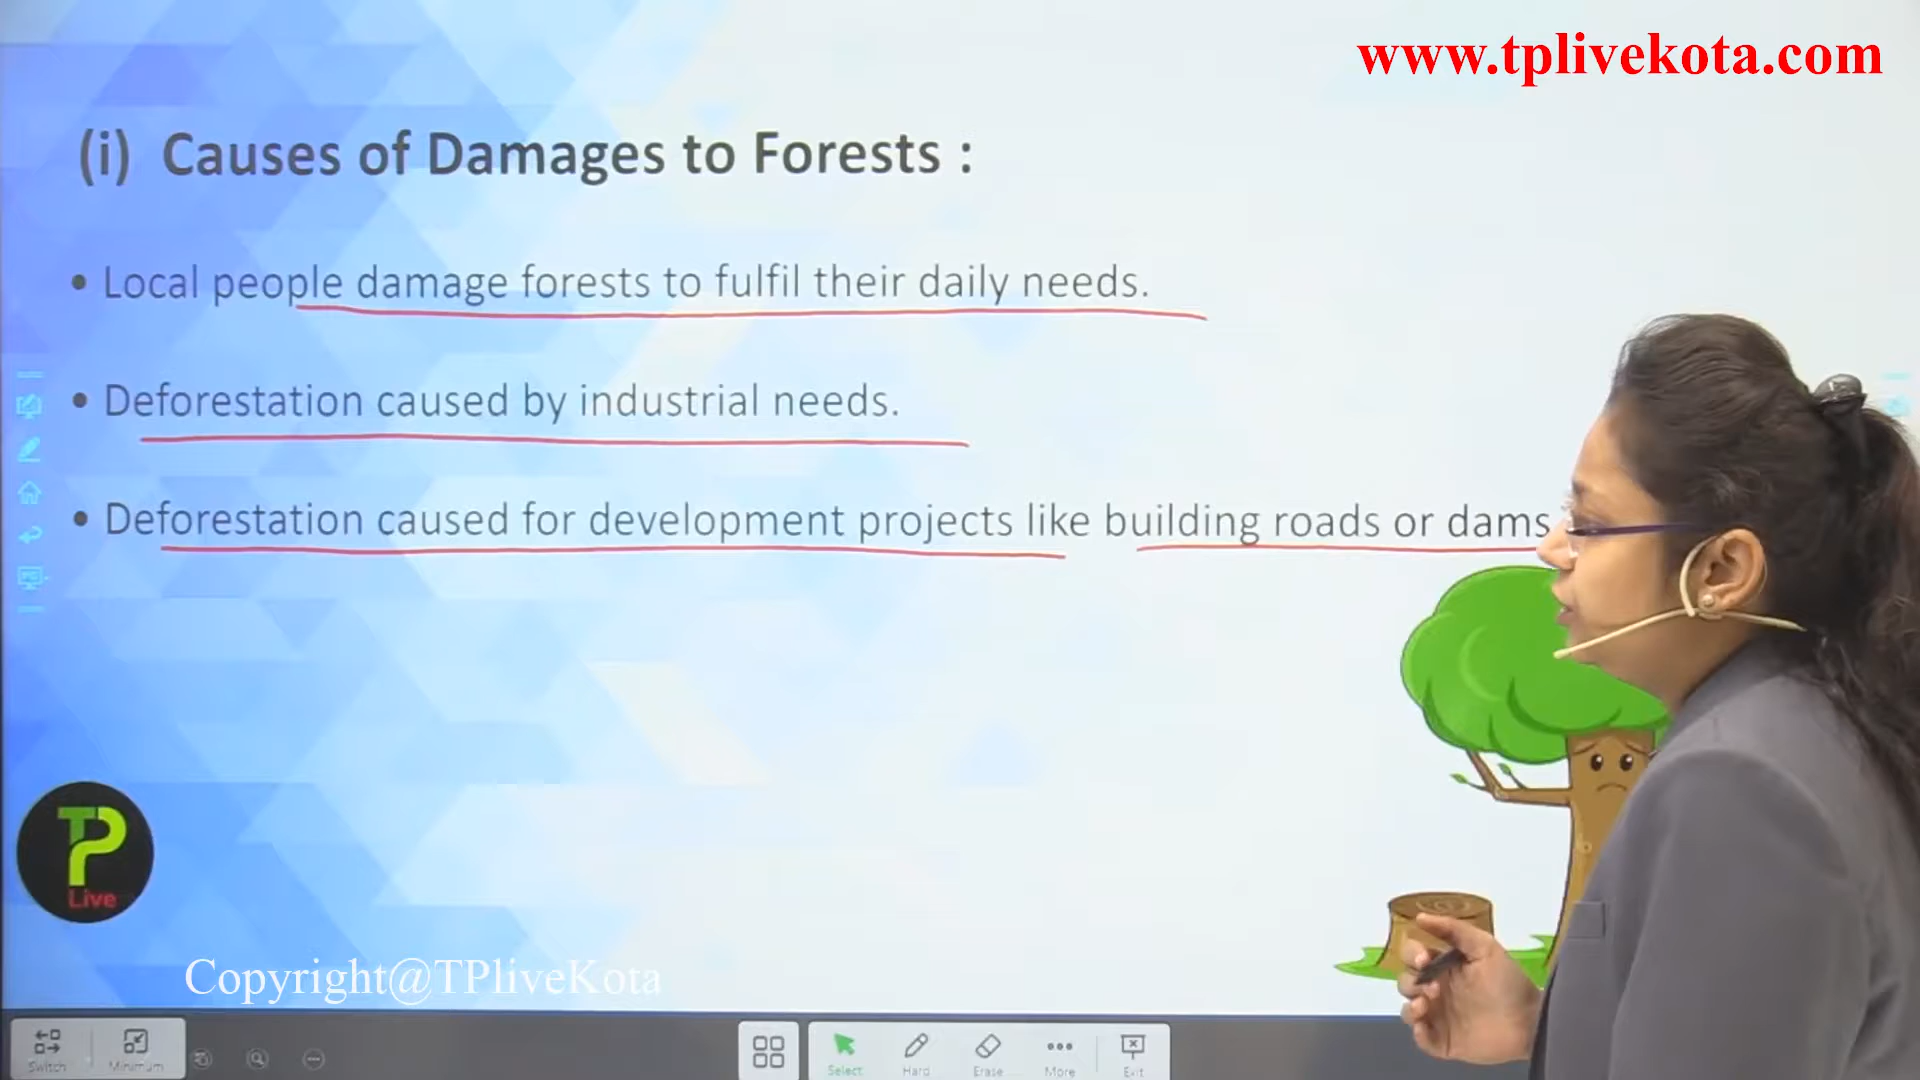 www.tplivekota.com
(i) Causes of Damages to Forests :
• Local people damage forests to fulfil their daily needs.
• Deforestation caused by industrial needs.
• Deforestation caused for development projects like building roads or dams
TP
Live
Copyright@TPliveKota
Switch Minimum Select Hard Erase More Exit